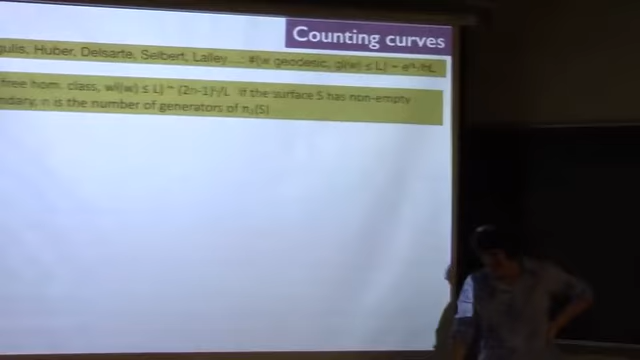 Counting curves
gulis, Huber, Delsarte, Selbert, Lalley .... #{w geodesic, gl(w) ≤ L}
free hom. class, wl(w) ≤ L} ~ (2n-1)ᴸ/L if the surface S has non-empty
ndary, n is the number of generators of π₁(S)